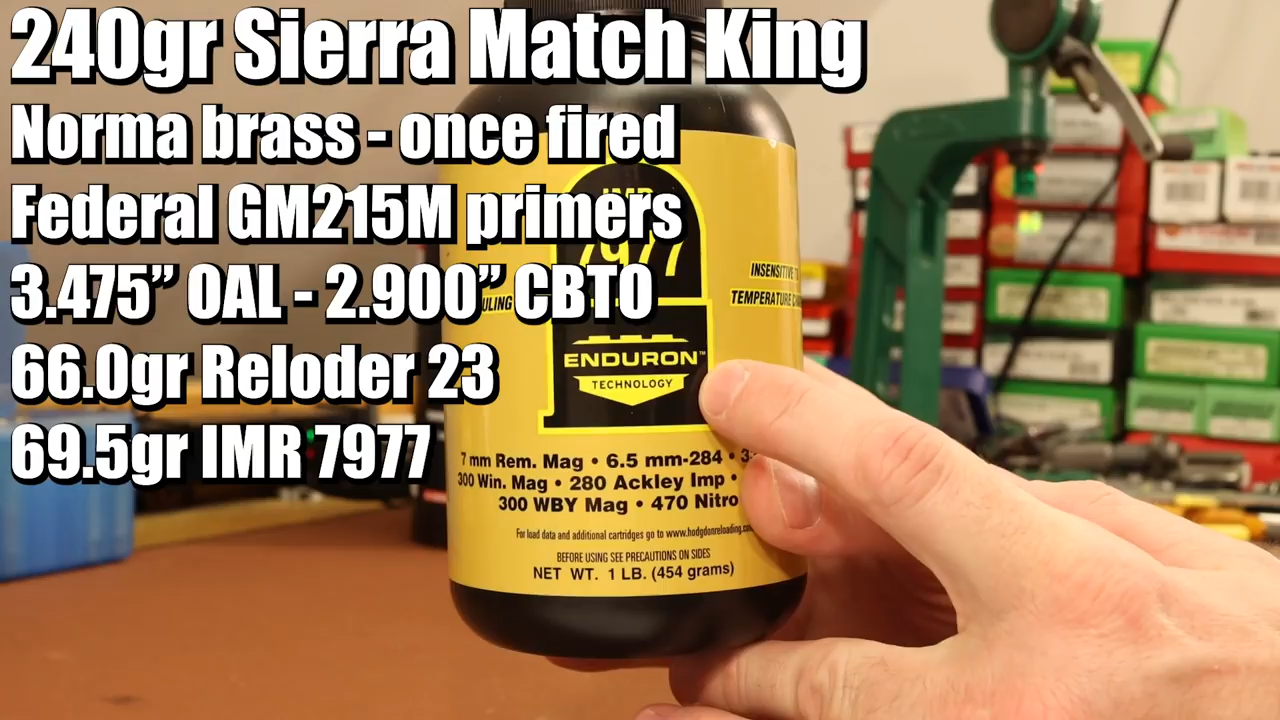 240gr Sierra Match King
Norma brass - once fired
Federal GM215M primers
3.475” OAL - 2.900” CBTO
66.0gr Reloder 23
69.5gr IMR 7977
IMR
7977
INSENSITIVE
TEMPERATURE
ENDURON™
TECHNOLOGY
7 mm Rem. Mag • 6.5 mm-284 •
300 Win. Mag • 280 Ackley Imp •
300 WBY Mag • 470 Nitro
For load data and additional cartridges go to www.hodgdonreloading.com
BEFORE USING SEE PRECAUTIONS ON SIDES
NET WT. 1 LB. (454 grams)